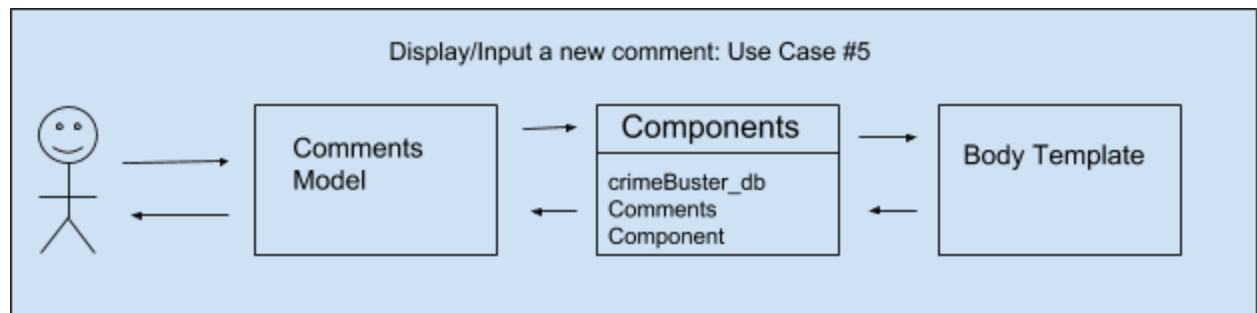 Display/Input a new comment: Use Case #5
Comments
Model
Components
crimeBuster_db
Comments
Component
Body Template